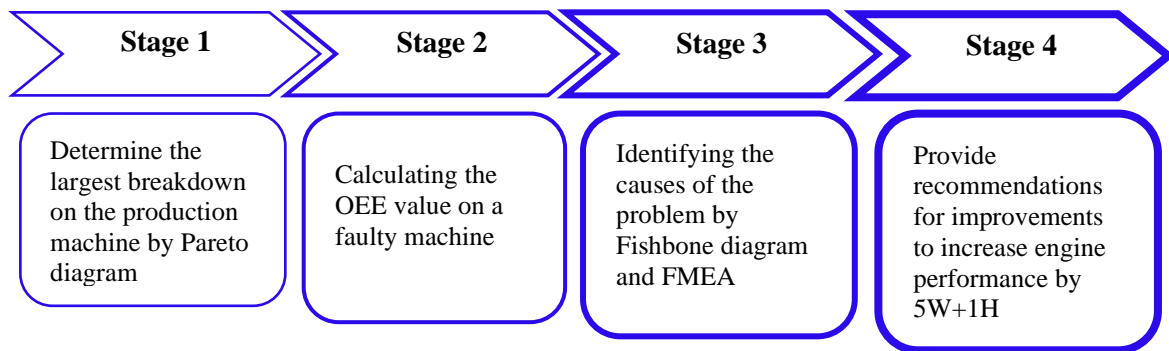 Stage 1
Stage 2
Stage 3
Stage 4
Determine the
largest breakdown
on the production
machine by Pareto
diagram
Calculating the
OEE value on a
faulty machine
Identifying the
causes of the
problem by
Fishbone diagram
and FMEA
Provide
recommendations
for improvements
to increase engine
performance by
5W+1H